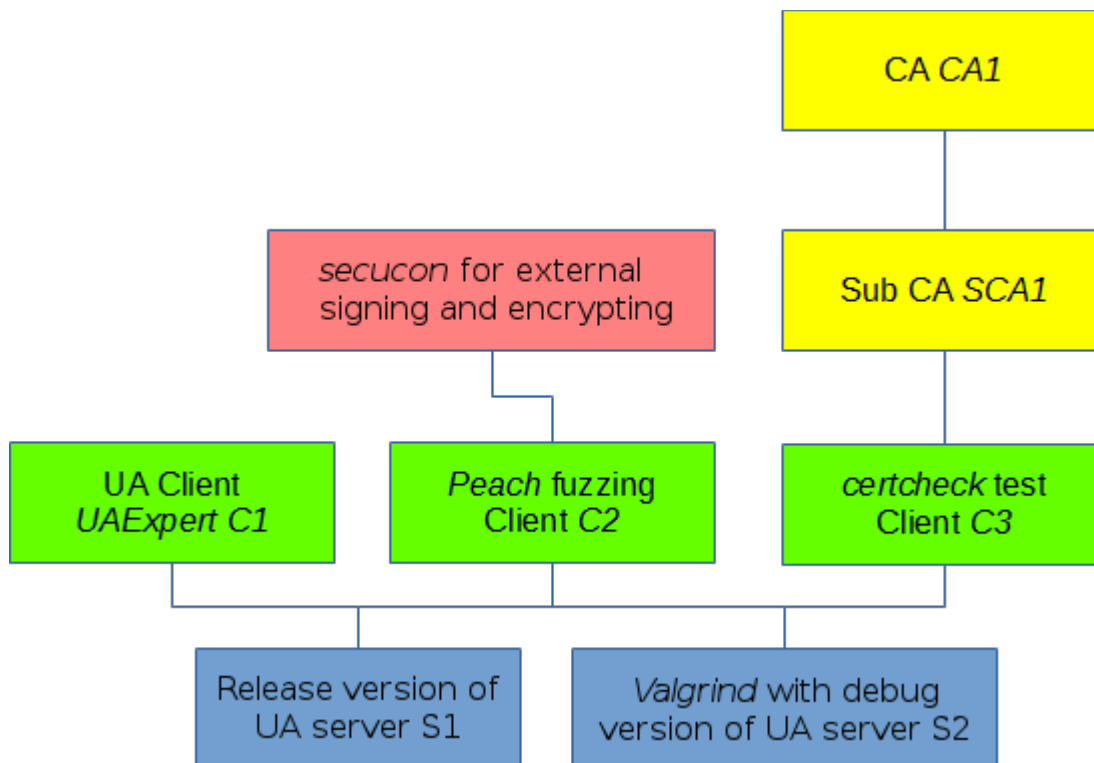 CA CA1
secucon for external
signing and encrypting
Sub CA SCA1
UA Client
UAExpert C1
Peach fuzzing
Client C2
certcheck test
Client C3
Release version of
UA server S1
Valgrind with debug
version of UA server S2